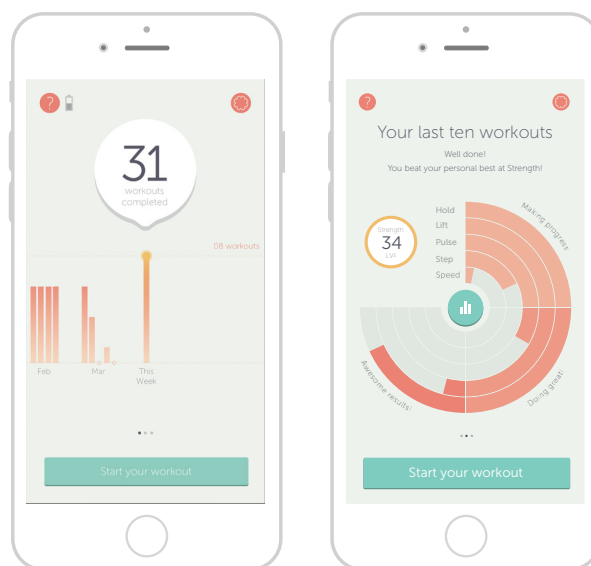 ?
31
workouts
completed
08 workouts
Feb
Mar
This
Week
Start your workout
?
Your last ten workouts
Well done!
You beat your personal best at Strength!
Hold
Lift
Pulse
Step
Speed
Strength
34
LVF
Making progress
Doing great!
Awesome results!
Start your workout